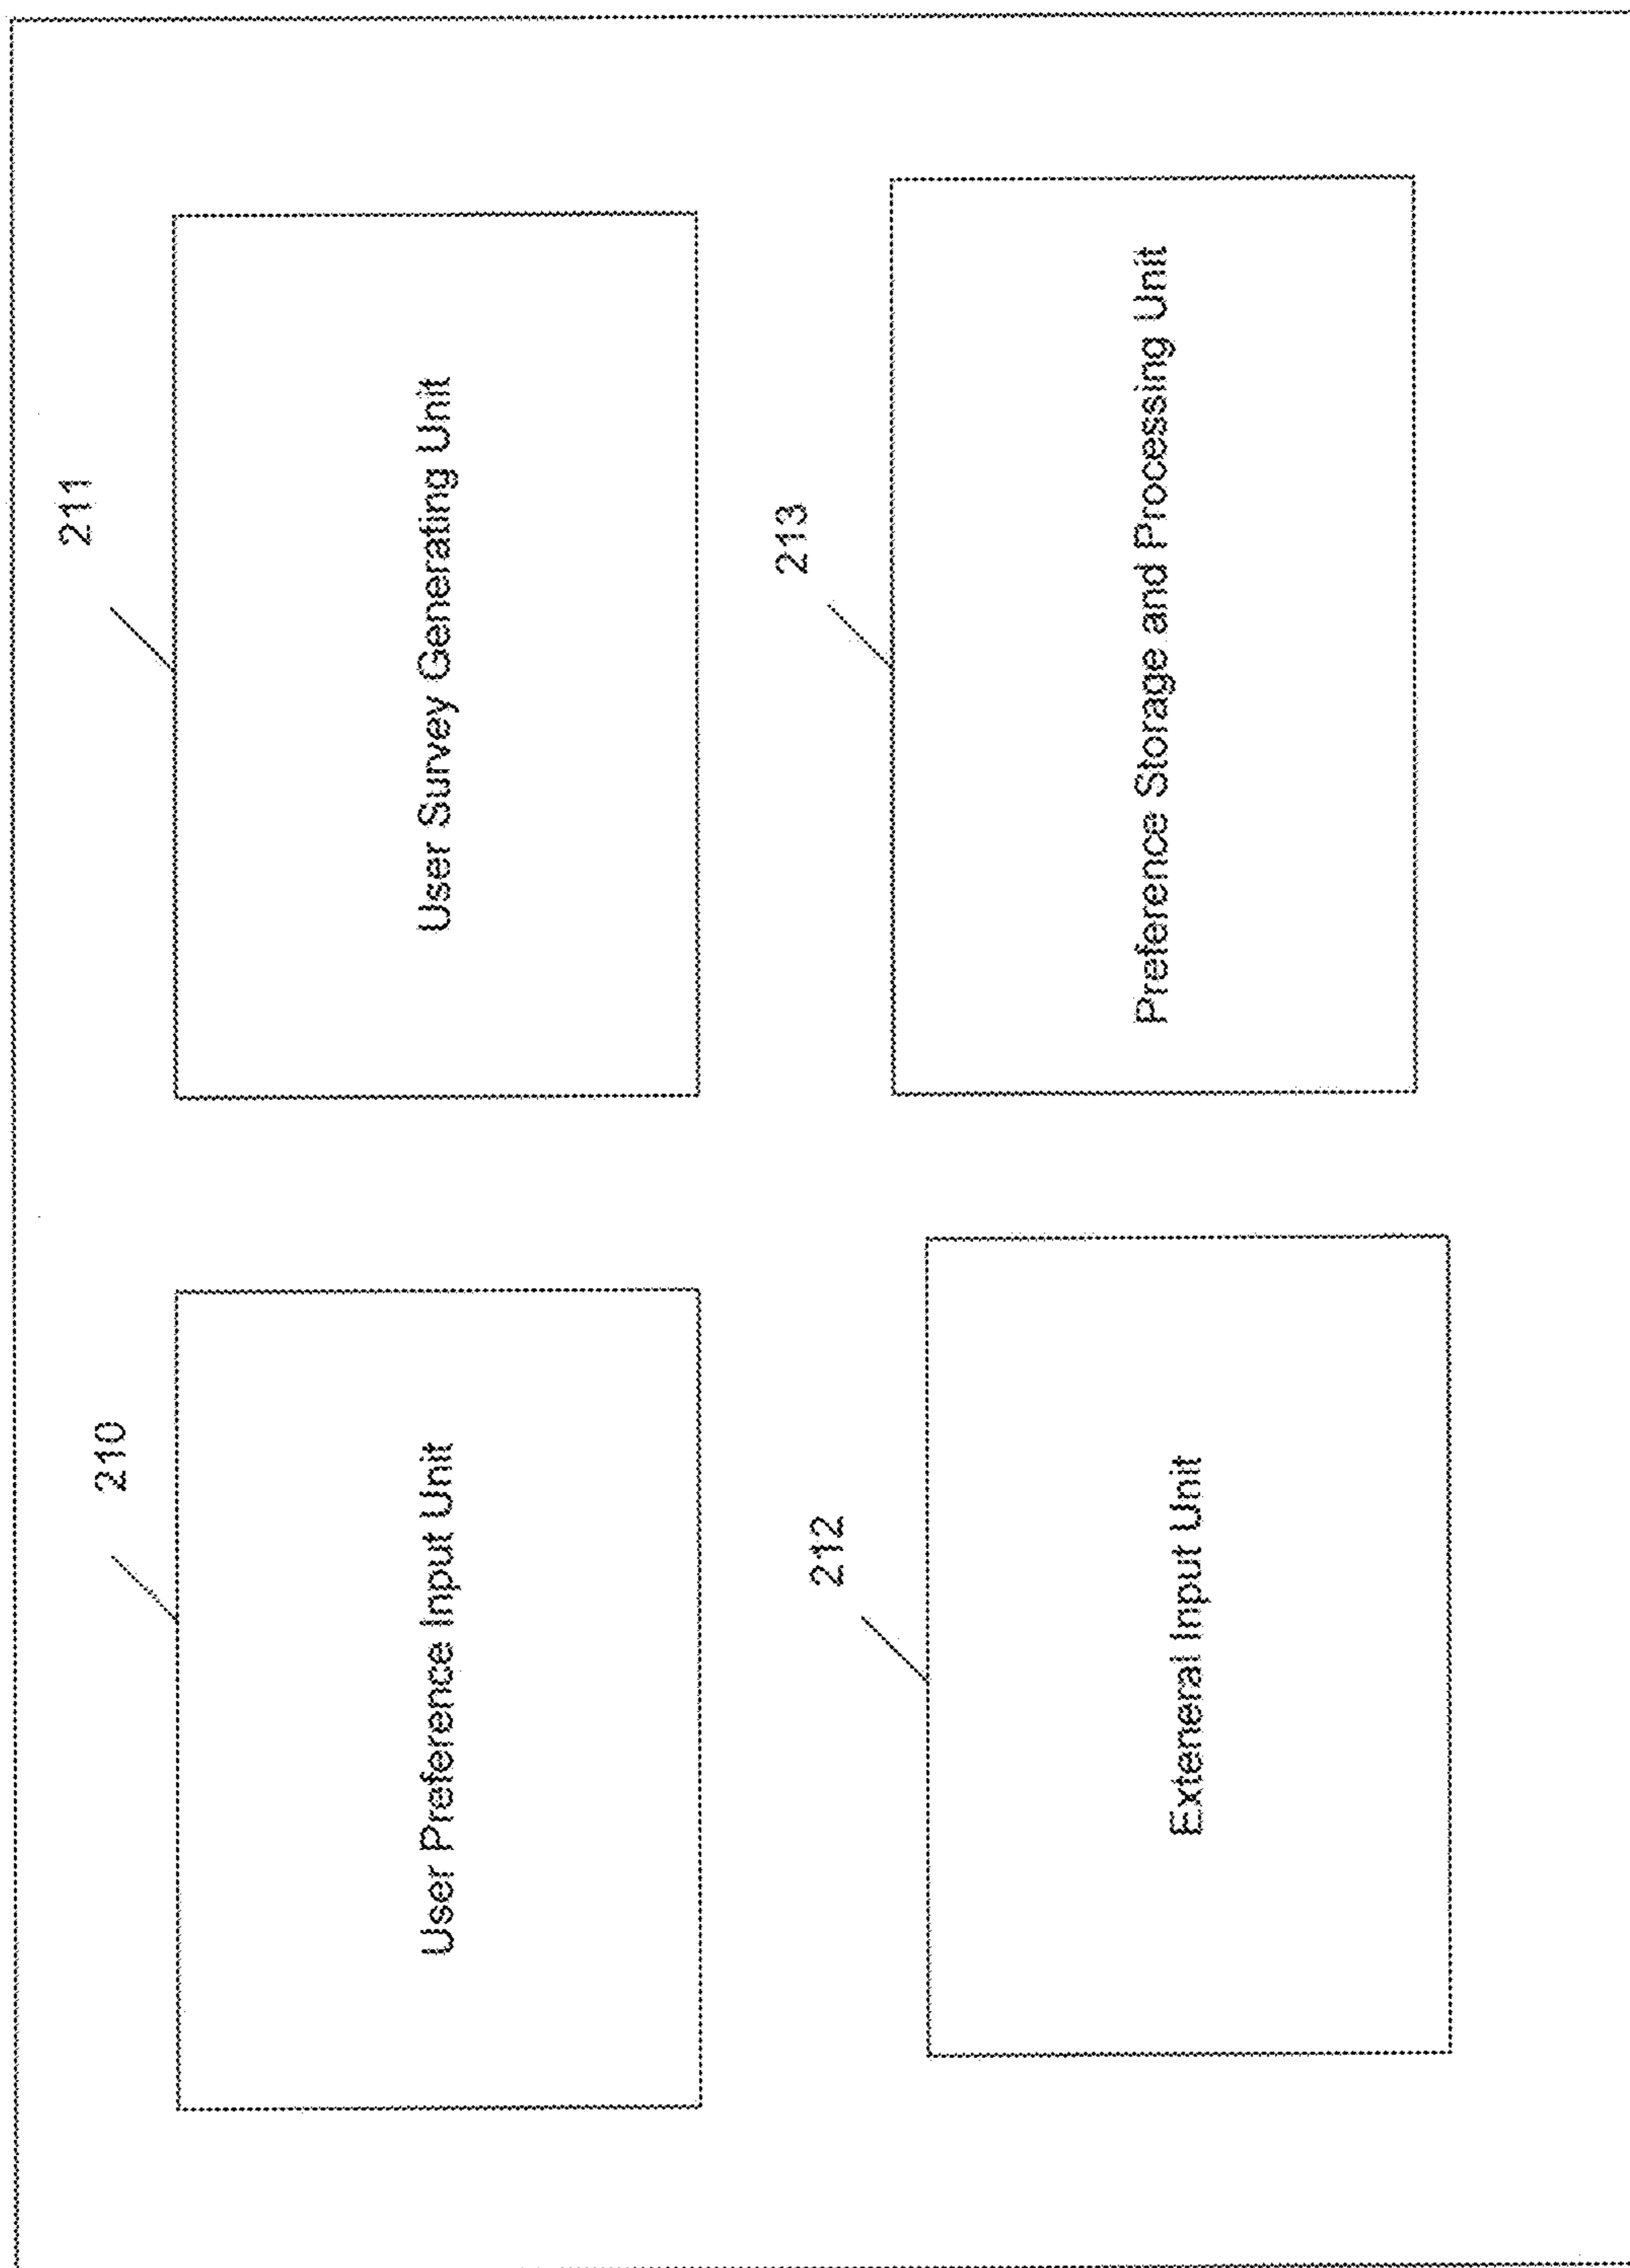 210
User Preference Input Unit
211
User Survey Generating Unit
212
Exteneral Input Unit
213
Preference Storage and Processing Unit